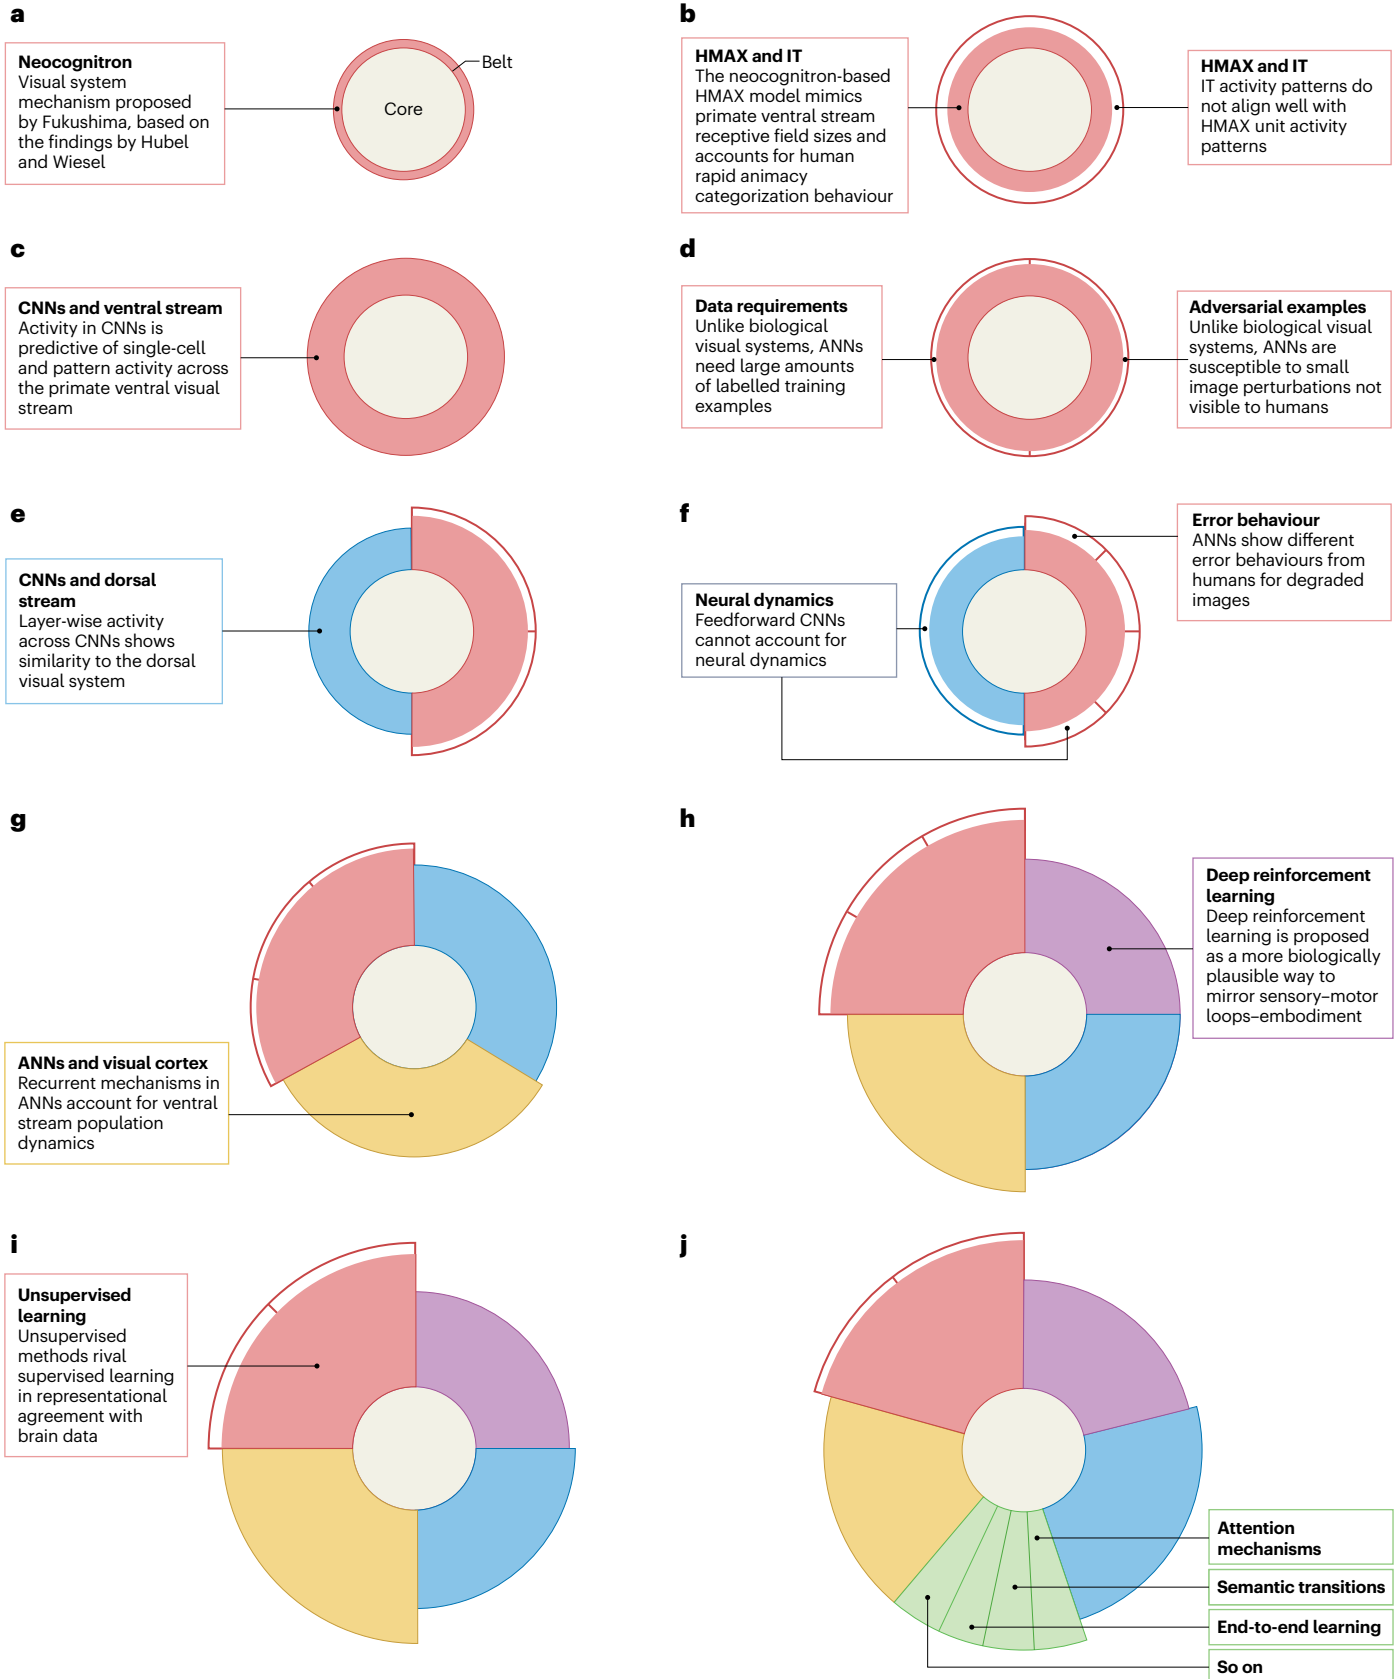 a
Neocognitron
Visual system
mechanism proposed
by Fukushima, based on
the findings by Hubel
and Wiesel
Belt
Core
b
HMAX and IT
The neocognitron-based
HMAX model mimics
primate ventral stream
receptive field sizes and
accounts for human
rapid animacy
categorization behaviour
HMAX and IT
IT activity patterns do
not align well with
HMAX unit activity
patterns
c
CNNs and ventral stream
Activity in CNNs is
predictive of single-cell
and pattern activity across
the primate ventral visual
stream
d
Data requirements
Unlike biological
visual systems, ANNs
need large amounts
of labelled training
examples
Adversarial examples
Unlike biological visual
systems, ANNs are
susceptible to small
image perturbations not
visible to humans
e
CNNs and dorsal
stream
Layer-wise activity
across CNNs shows
similarity to the dorsal
visual system
f
Neural dynamics
Feedforward CNNs
cannot account for
neural dynamics
Error behaviour
ANNs show different
error behaviours from
humans for degraded
images
g
ANNs and visual cortex
Recurrent mechanisms in
ANNs account for ventral
stream population
dynamics
h
Deep reinforcement
learning
Deep reinforcement
learning is proposed
as a more biologically
plausible way to
mirror sensory–motor
loops–embodiment
i
Unsupervised
learning
Unsupervised
methods rival
supervised learning
in representational
agreement with
brain data
j
Attention
mechanisms
Semantic transitions
End-to-end learning
So on